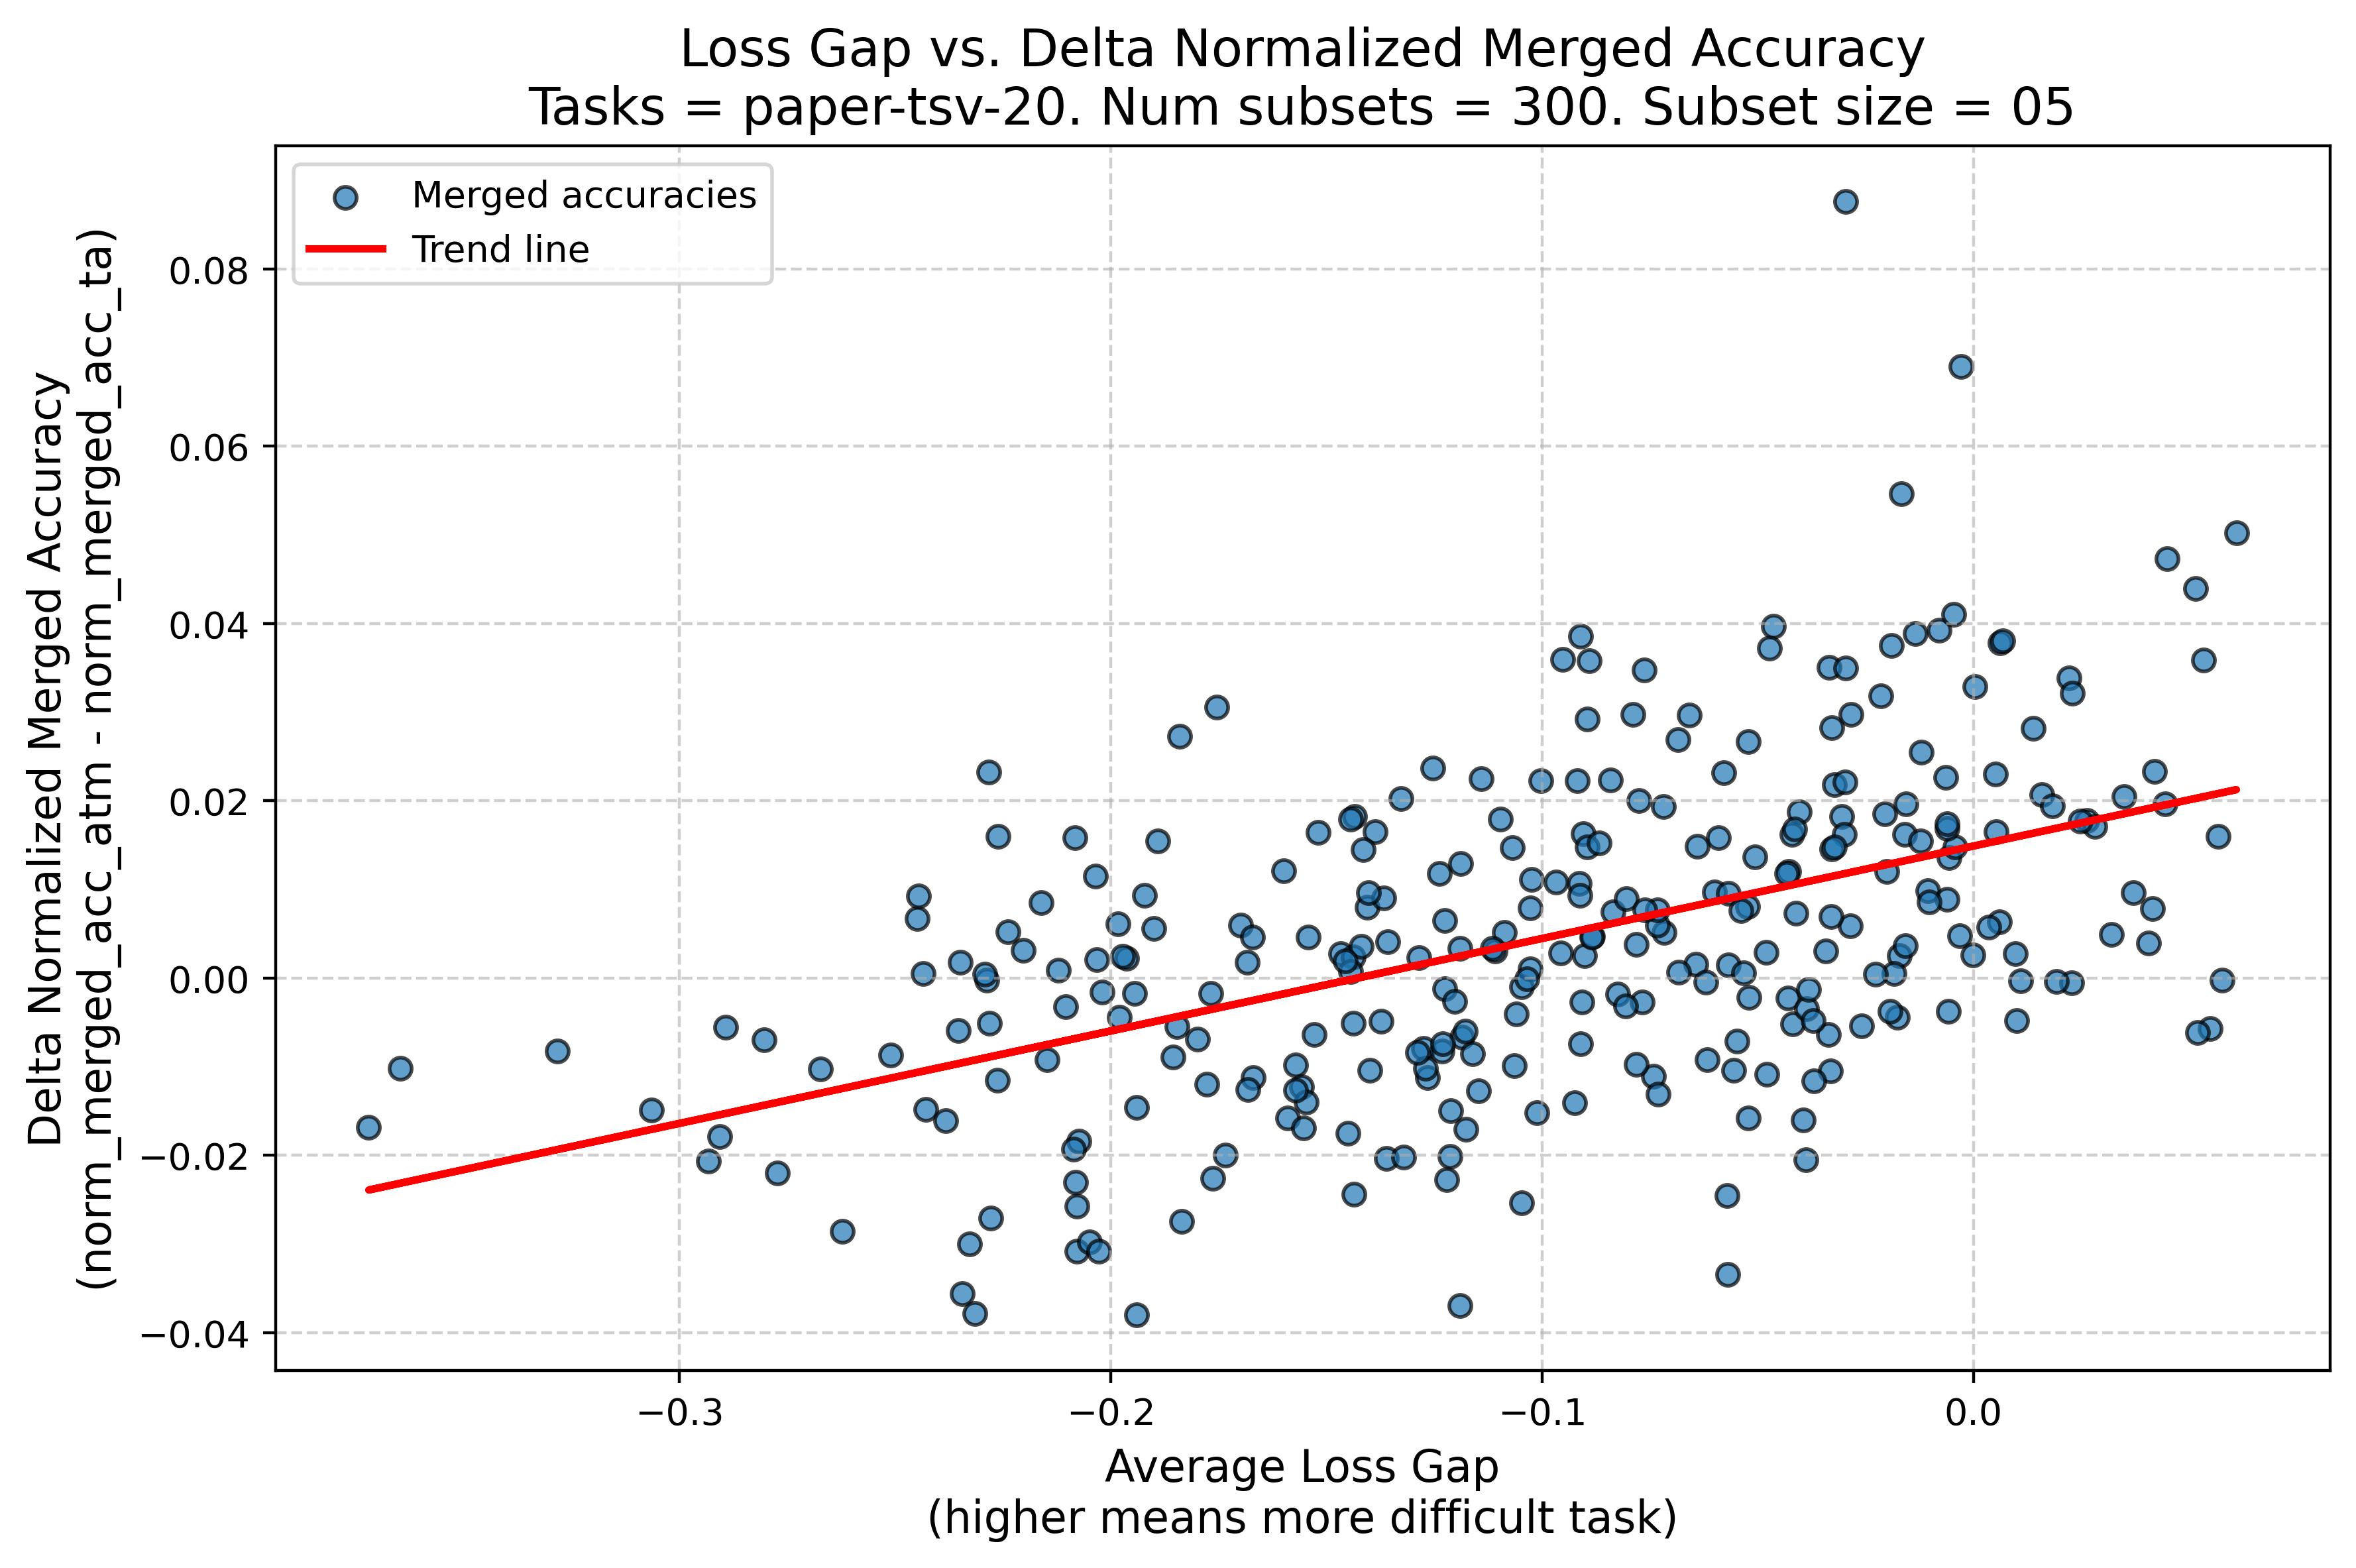 Loss Gap vs. Delta Normalized Merged Accuracy
Tasks = paper-tsv-20. Num subsets = 300. Subset size = 05
Merged accuracies
Trend line
Delta Normalized Merged Accuracy
(norm_merged_acc_atm - norm_merged_acc_ta)
0.08
0.06
0.04
0.02
0.00
−0.02
−0.04
−0.3
−0.2
−0.1
0.0
Average Loss Gap
(higher means more difficult task)